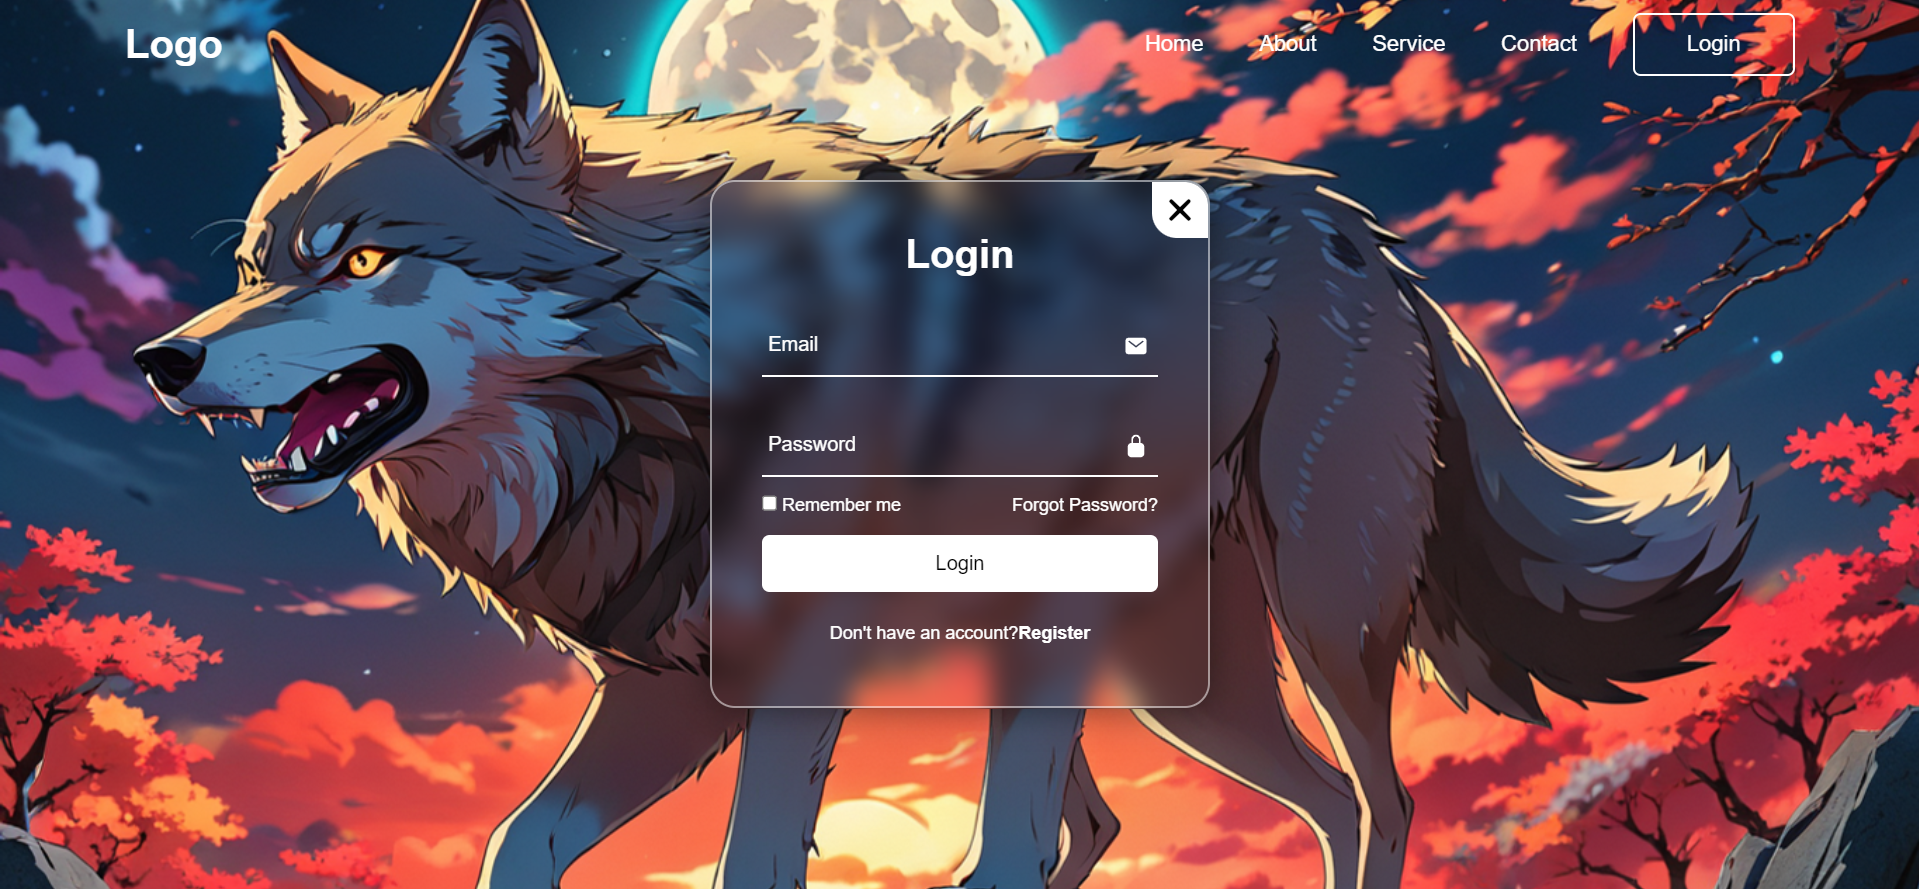 Logo Home About Service Contact Login
Login
Email
Password
Remember me Forgot Password?
Login
Don't have an account?Register